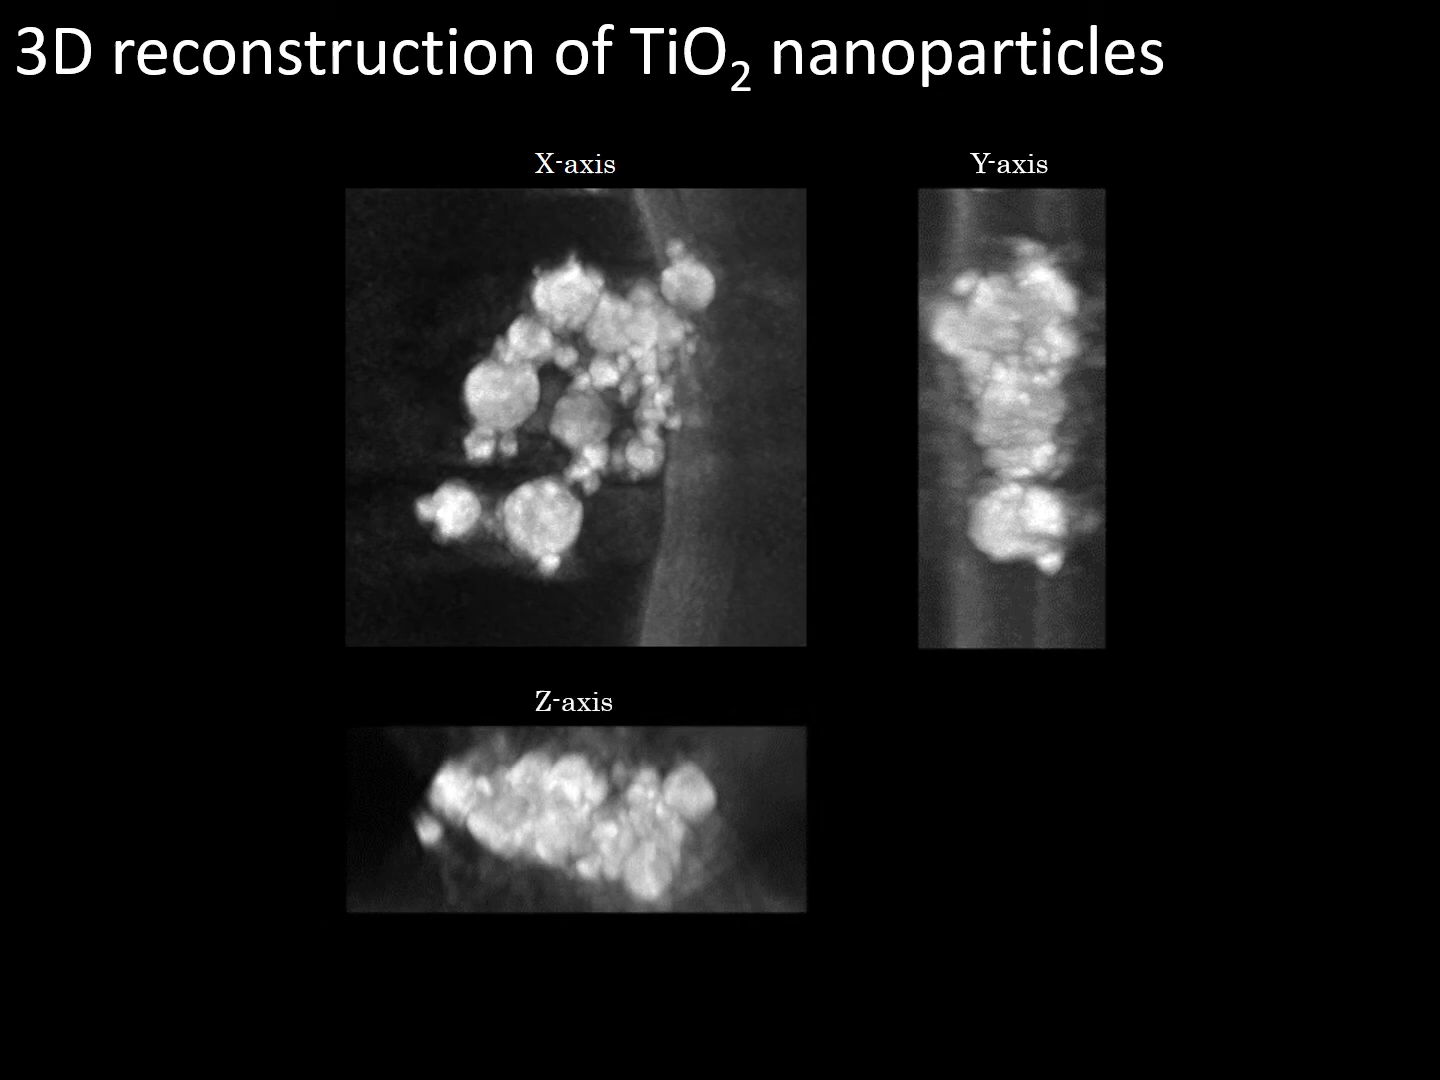 3D reconstruction of TiO₂ nanoparticles
X-axis
Y-axis
Z-axis